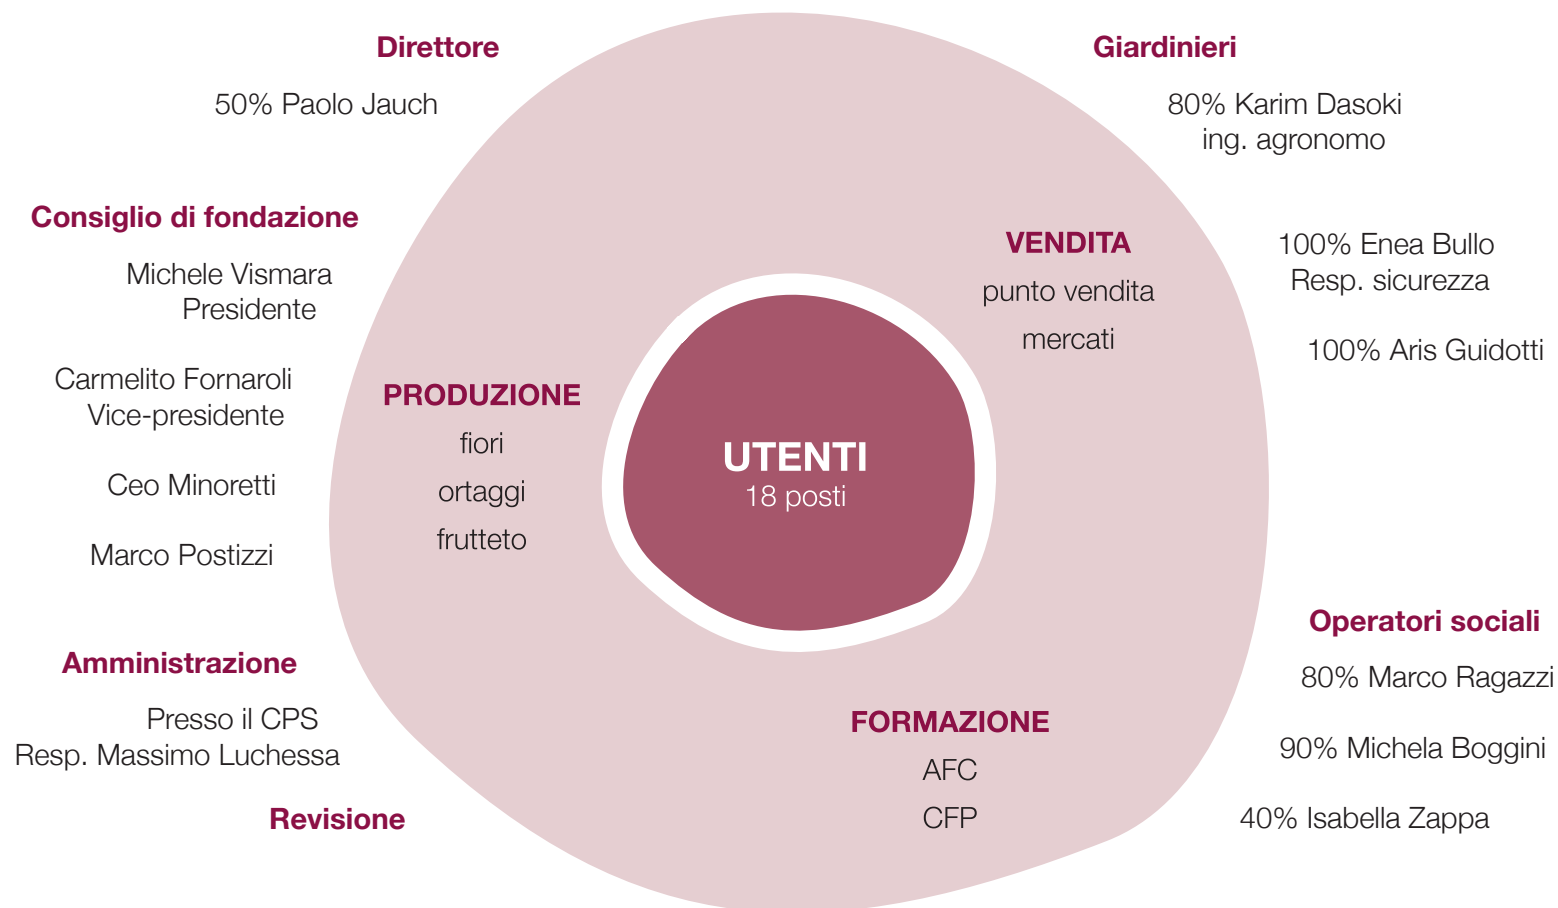 Direttore
50% Paolo Jauch
Consiglio di fondazione
Michele Vismara
Presidente
Carmelito Fornaroli
Vice-presidente
Ceo Minoretti
Marco Postizzi
Amministrazione
Presso il CPS
Resp. Massimo Luchessa
Revisione
PRODUZIONE
fiori
ortaggi
frutteto
UTENTI
18 posti
VENDITA
punto vendita
mercati
FORMAZIONE
AFC
CFP
Giardinieri
80% Karim Dasoki
ing. agronomo
100% Enea Bullo
Resp. sicurezza
100% Aris Guidotti
Operatori sociali
80% Marco Ragazzi
90% Michela Boggini
40% Isabella Zappa